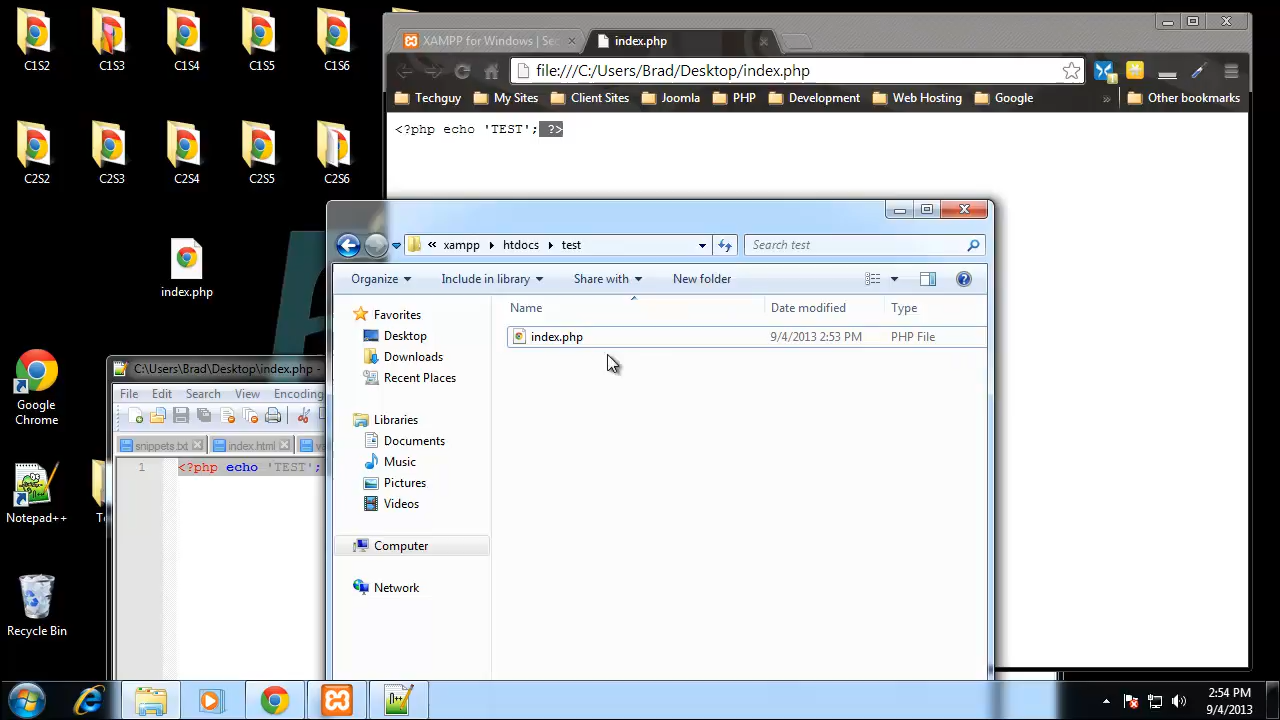 C1S2
C1S3
C1S4
C1S5
C1S6
C2S2
C2S3
C2S4
C2S5
C2S6
index.php
Google
Chrome
Notepad++
Recycle Bin
XAMPP for Windows | Sec
index.php
file:///C:/Users/Brad/Desktop/index.php
Techguy
My Sites
Client Sites
Joomla
PHP
Development
Web Hosting
Google
»
Other bookmarks
<?php echo 'TEST'; ?>
« xampp htdocs test
Search test
Organize
Include in library
Share with
New folder
Name
Date modified
Type
index.php
9/4/2013 2:53 PM
PHP File
Favorites
Desktop
Downloads
Recent Places
Libraries
Documents
Music
Pictures
Videos
Computer
Network
C:\Users\Brad\Desktop\index.php -
File Edit Search View Encoding
snippets.txt
index.html
1
<?php echo 'TEST';
2:54 PM
9/4/2013